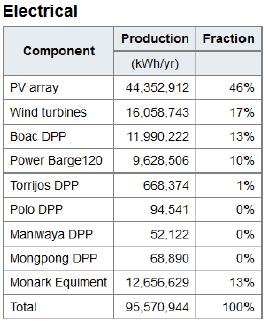 Electrical
Component Production Fraction
(kWh/yr)
PV array 44,352,912 46%
Wind turbines 16,058,743 17%
Boac DPP 11,990,222 13%
Power Barge120 9,628,506 10%
Torrijos DPP 668,374 1%
Polo DPP 94,541 0%
Maniwaya DPP 52,122 0%
Mongpong DPP 68,890 0%
Monark Equiment 12,656,629 13%
Total 95,570,944 100%